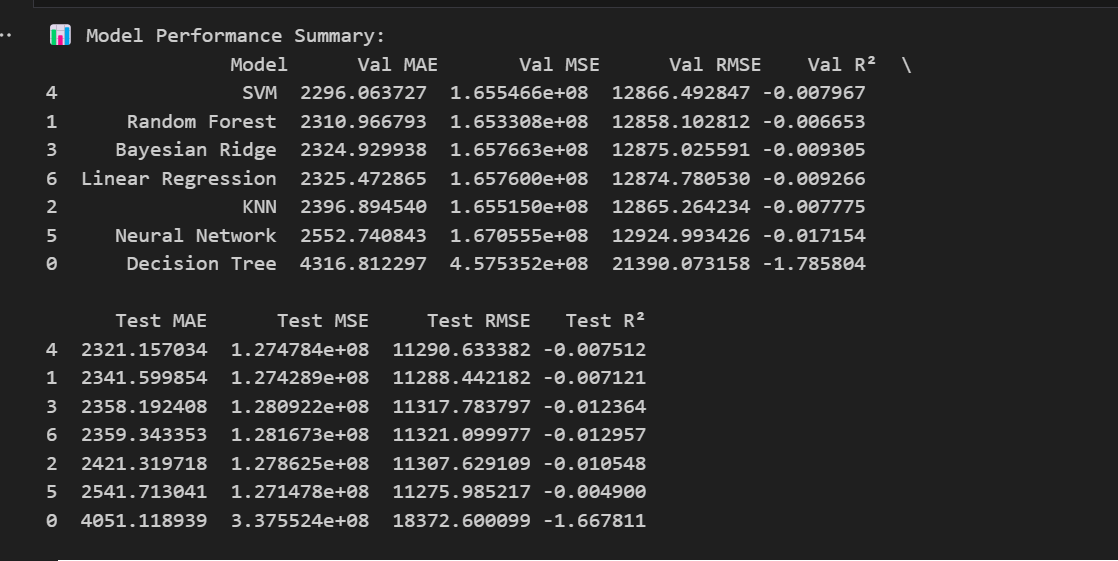 📊 Model Performance Summary:
Model Val MAE Val MSE Val RMSE Val R² \
4 SVM 2296.063727 1.655466e+08 12866.492847 -0.007967
1 Random Forest 2310.966793 1.653308e+08 12858.102812 -0.006653
3 Bayesian Ridge 2324.929938 1.657663e+08 12875.025591 -0.009305
6 Linear Regression 2325.472865 1.657600e+08 12874.780530 -0.009266
2 KNN 2396.894540 1.655150e+08 12865.264234 -0.007775
5 Neural Network 2552.740843 1.670555e+08 12924.993426 -0.017154
0 Decision Tree 4316.812297 4.575352e+08 21390.073158 -1.785804
Test MAE Test MSE Test RMSE Test R²
4 2321.157034 1.274784e+08 11290.633382 -0.007512
1 2341.599854 1.274289e+08 11288.442182 -0.007121
3 2358.192408 1.280922e+08 11317.783797 -0.012364
6 2359.343353 1.281673e+08 11321.099977 -0.012957
2 2421.319718 1.278625e+08 11307.629109 -0.010548
5 2541.713041 1.271478e+08 11275.985217 -0.004900
0 4051.118939 3.375524e+08 18372.600099 -1.667811